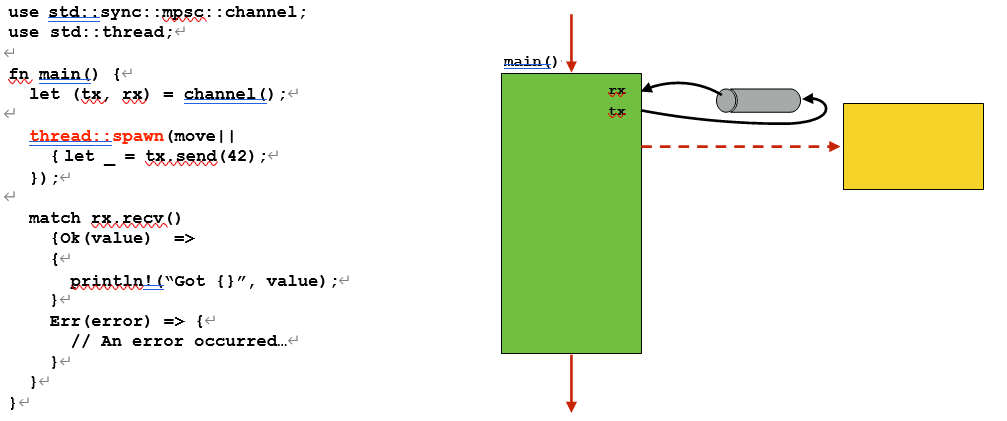 use std::sync::mpsc::channel;
use std::thread;
fn main() {
let (tx, rx) = channel();
thread::spawn(move||
{ let _ = tx.send(42);
});
match rx.recv()
{Ok(value)  =>
{
println!(“Got {}”, value);
}
Err(error) => {
// An error occurred…
}
}
}
main()
rx
tx